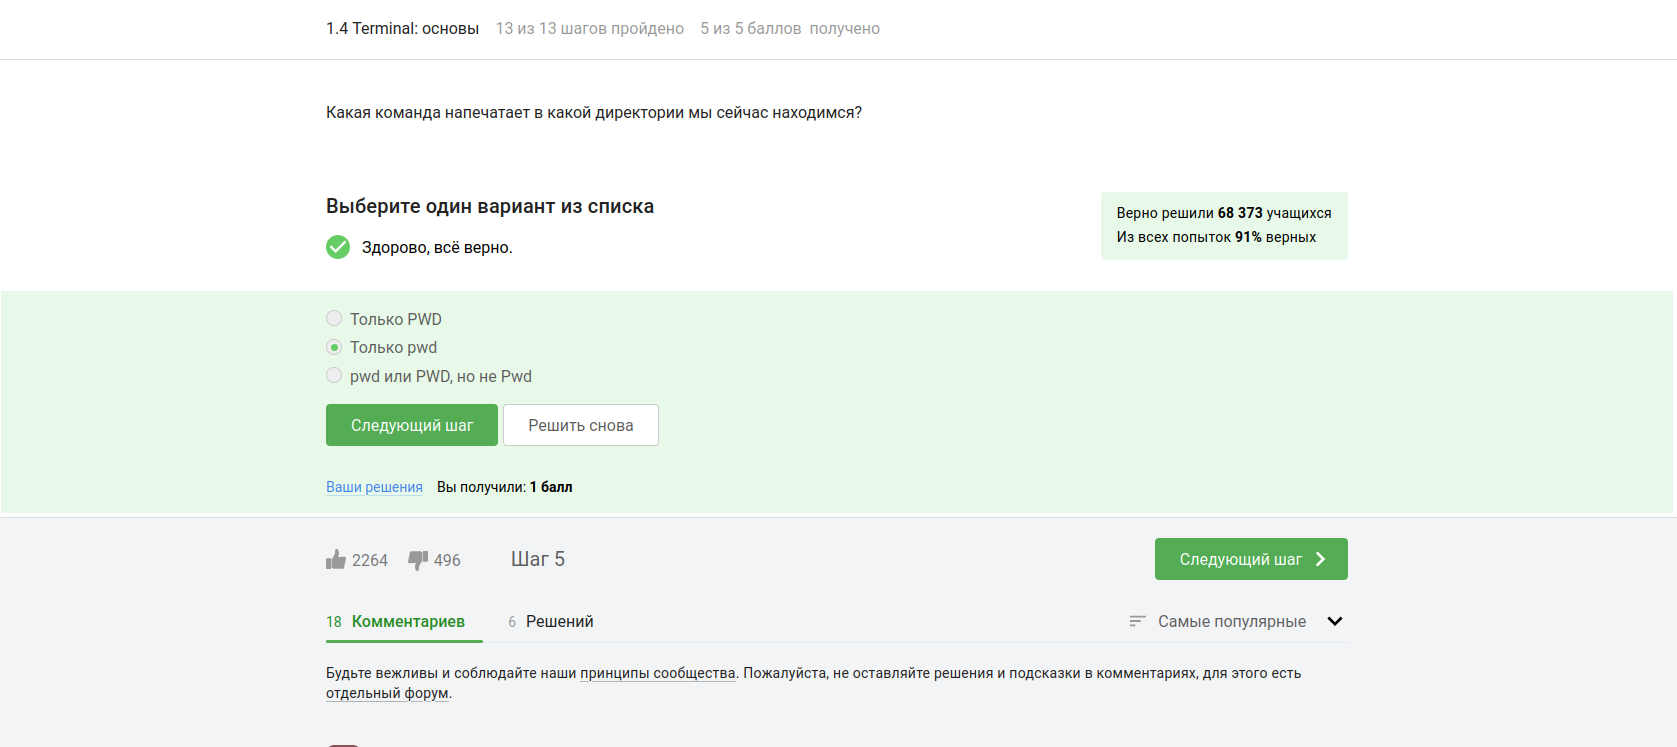 1.4 Terminal: основы 13 из 13 шагов пройдено 5 из 5 баллов получено
Какая команда напечатает в какой директории мы сейчас находимся?
Выберите один вариант из списка
Здорово, всё верно.
Верно решили 68 373 учащихся
Из всех попыток 91% верных
Только PWD
Только pwd
pwd или PWD, но не Pwd
Следующий шаг Решить снова
Ваши решения Вы получили: 1 балл
2264 496 Шаг 5 Следующий шаг
18 Комментариев 6 Решений Самые популярные
Будьте вежливы и соблюдайте наши принципы сообщества. Пожалуйста, не оставляйте решения и подсказки в комментариях, для этого есть
отдельный форум.